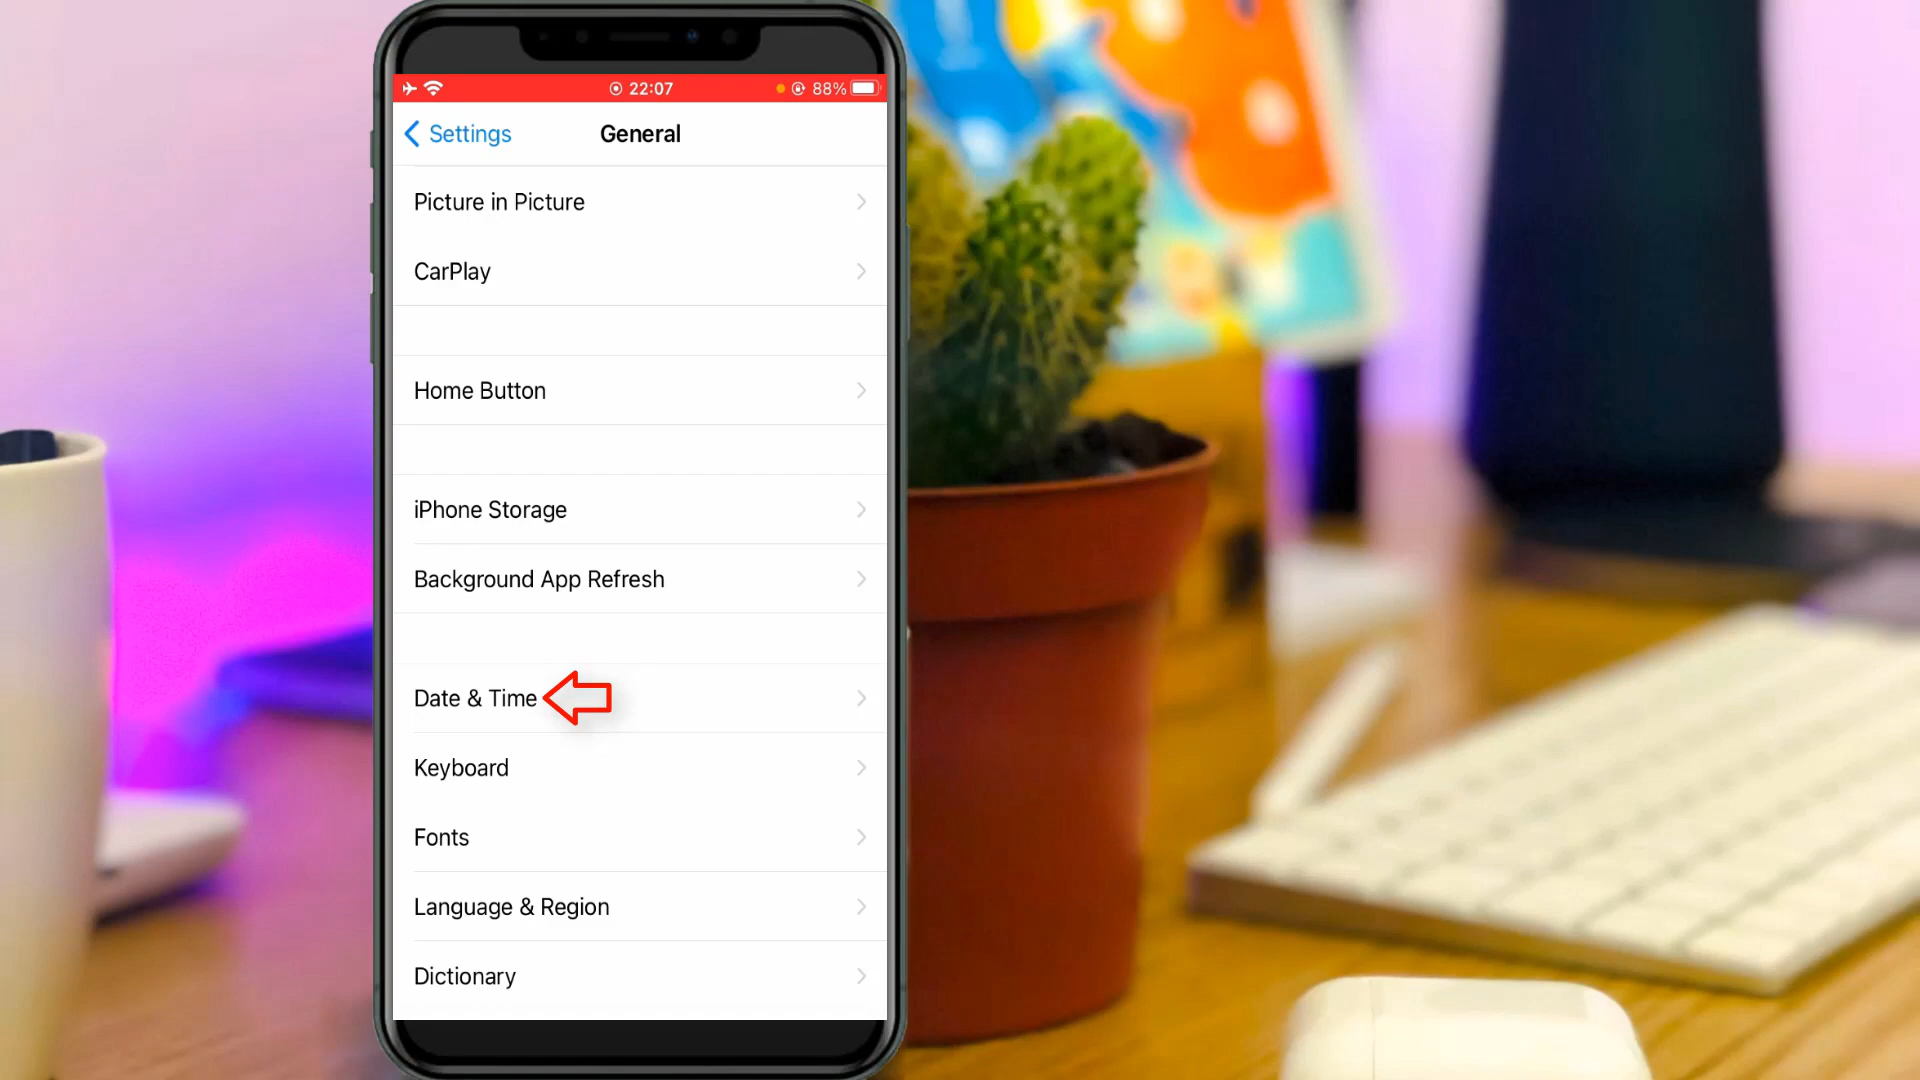 22:07
88%
Settings
General
Picture in Picture
CarPlay
Home Button
iPhone Storage
Background App Refresh
Date & Time
Keyboard
Fonts
Language & Region
Dictionary